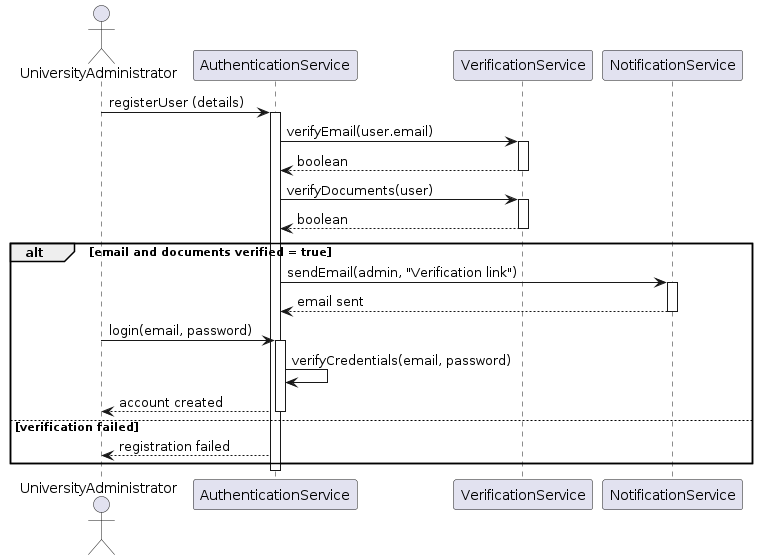 UniversityAdministrator
AuthenticationService
VerificationService
NotificationService
registerUser (details)
verifyEmail(user.email)
boolean
verifyDocuments(user)
boolean
alt
[email and documents verified = true]
sendEmail(admin, "Verification link")
email sent
login(email, password)
verifyCredentials(email, password)
account created
[verification failed]
registration failed
UniversityAdministrator
AuthenticationService
VerificationService
NotificationService